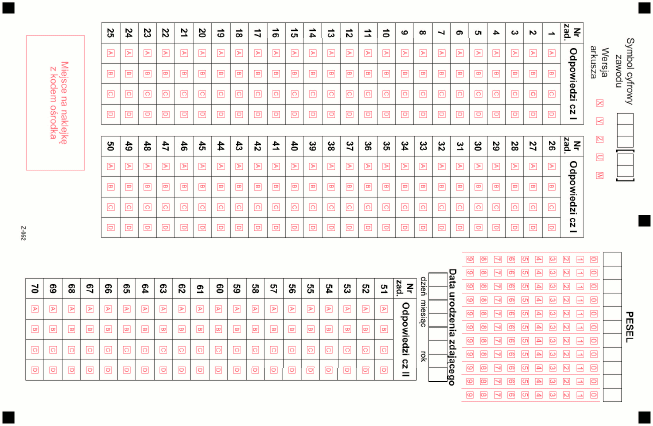 Symbol cyfrowy
zawodu
Wersja
arkusza
X Y Z U W
Nr
zad.
Odpowiedzi cz I
1 A B C D
2 A B C D
3 A B C D
4 A B C D
5 A B C D
6 A B C D
7 A B C D
8 A B C D
9 A B C D
10 A B C D
11 A B C D
12 A B C D
13 A B C D
14 A B C D
15 A B C D
16 A B C D
17 A B C D
18 A B C D
19 A B C D
20 A B C D
21 A B C D
22 A B C D
23 A B C D
24 A B C D
25 A B C D
Nr
zad.
Odpowiedzi cz I
26 A B C D
27 A B C D
28 A B C D
29 A B C D
30 A B C D
31 A B C D
32 A B C D
33 A B C D
34 A B C D
35 A B C D
36 A B C D
37 A B C D
38 A B C D
39 A B C D
40 A B C D
41 A B C D
42 A B C D
43 A B C D
44 A B C D
45 A B C D
46 A B C D
47 A B C D
48 A B C D
49 A B C D
50 A B C D
PESEL
0 0 0 0 0 0 0 0 0 0 0
1 1 1 1 1 1 1 1 1 1 1
2 2 2 2 2 2 2 2 2 2 2
3 3 3 3 3 3 3 3 3 3 3
4 4 4 4 4 4 4 4 4 4 4
5 5 5 5 5 5 5 5 5 5 5
6 6 6 6 6 6 6 6 6 6 6
7 7 7 7 7 7 7 7 7 7 7
8 8 8 8 8 8 8 8 8 8 8
9 9 9 9 9 9 9 9 9 9 9
Data urodzenia zdającego
dzień miesiąc rok
Nr
zad.
Odpowiedzi cz II
51 A B C D
52 A B C D
53 A B C D
54 A B C D
55 A B C D
56 A B C D
57 A B C D
58 A B C D
59 A B C D
60 A B C D
61 A B C D
62 A B C D
63 A B C D
64 A B C D
65 A B C D
66 A B C D
67 A B C D
68 A B C D
69 A B C D
70 A B C D
Miejsce na naklejkę
z kodem ośrodka